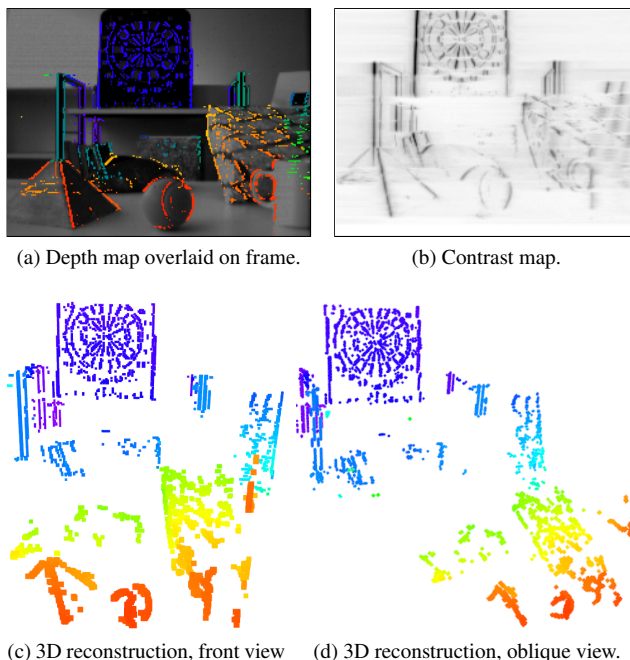 (a) Depth map overlaid on frame.
(b) Contrast map.
(c) 3D reconstruction, front view
(d) 3D reconstruction, oblique view.